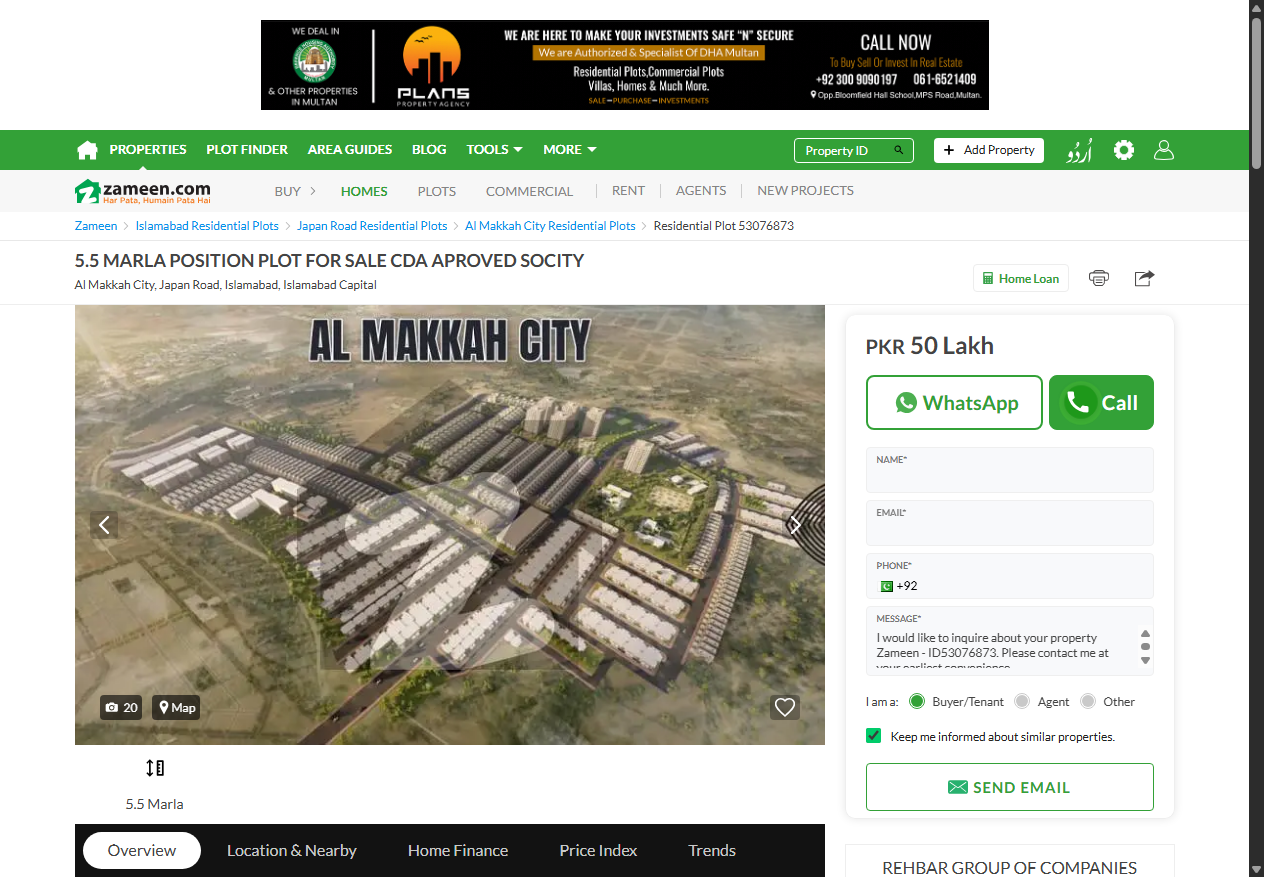 WE DEAL IN
& OTHER PROPERTIES
IN MULTAN
PLANS
PROPERTY AGENCY
WE ARE HERE TO MAKE YOUR INVESTMENTS SAFE “N” SECURE
We are Authorized & Specialist Of DHA Multan
Residential Plots,Commercial Plots
Villas, Homes & Much More.
SALE–PURCHASE–INVESTMENTS
CALL NOW
To Buy Sell Or Invest In Real Estate
+92 300 9090197 061-6521409
Opp.Bloomfield Hall School,MPS Road,Multan.
PROPERTIES PLOT FINDER AREA GUIDES BLOG TOOLS MORE Property ID + Add Property اُردُو
zameen.com
Har Pata, Humain Pata Hai
BUY HOMES PLOTS COMMERCIAL RENT AGENTS NEW PROJECTS
Zameen > Islamabad Residential Plots > Japan Road Residential Plots > Al Makkah City Residential Plots > Residential Plot 53076873
5.5 MARLA POSITION PLOT FOR SALE CDA APROVED SOCITY
Al Makkah City, Japan Road, Islamabad, Islamabad Capital
Home Loan
AL MAKKAH CITY
20 Map
5.5 Marla
Overview Location & Nearby Home Finance Price Index Trends
PKR 50 Lakh
WhatsApp Call
NAME*
EMAIL*
PHONE*
+92
MESSAGE*
I would like to inquire about your property
Zameen - ID53076873. Please contact me at
your earliest convenience.
I am a: Buyer/Tenant Agent Other
Keep me informed about similar properties.
SEND EMAIL
REHBAR GROUP OF COMPANIES